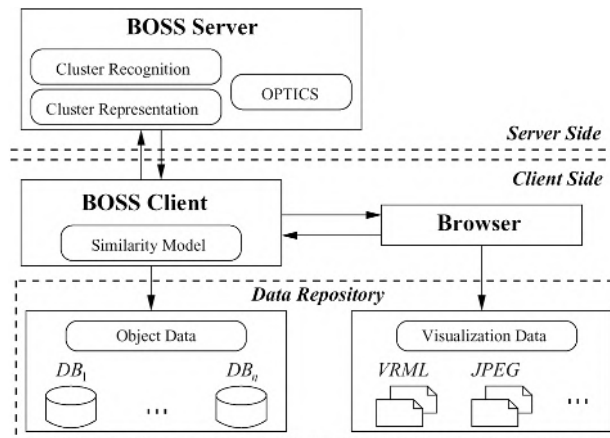 BOSS Server
Cluster Recognition
Cluster Representation
OPTICS
Server Side
Client Side
BOSS Client
Similarity Model
Browser
Data Repository
Object Data
DB1
...
DBn
Visualization Data
VRML
JPEG
...